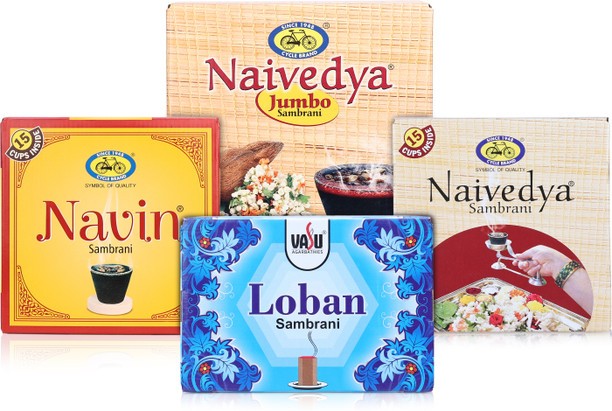 SINCE 1948
CYCLE BRAND
Naivedya®
Jumbo
Sambrani
15
CUPS INSIDE
SINCE 1948
CYCLE BRAND
SYMBOL OF QUALITY
Navin®
Sambrani
15
CUPS INSIDE
SINCE 1948
CYCLE BRAND
SYMBOL OF QUALITY
Naivedya®
Sambrani
VASU
AGARBATHIES
Loban
Sambrani